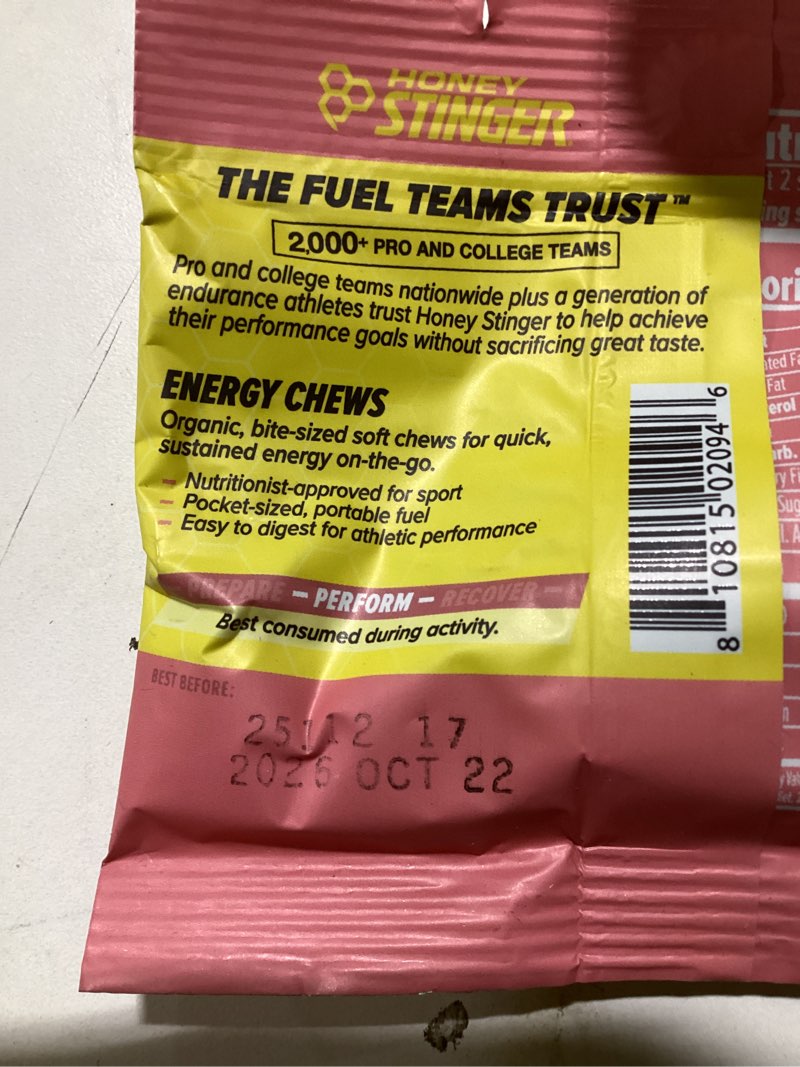 HONEY
STINGER
THE FUEL TEAMS TRUST™
2,000+ PRO AND COLLEGE TEAMS
Pro and college teams nationwide plus a generation of
endurance athletes trust Honey Stinger to help achieve
their performance goals without sacrificing great taste.
ENERGY CHEWS
Organic, bite-sized soft chews for quick,
sustained energy on-the-go.
- Nutritionist-approved for sport
- Pocket-sized, portable fuel
- Easy to digest for athletic performance
PREPARE - PERFORM - RECOVER -
Best consumed during activity.
8 10815 02094 6
BEST BEFORE:
25112 17
2026 OCT 22